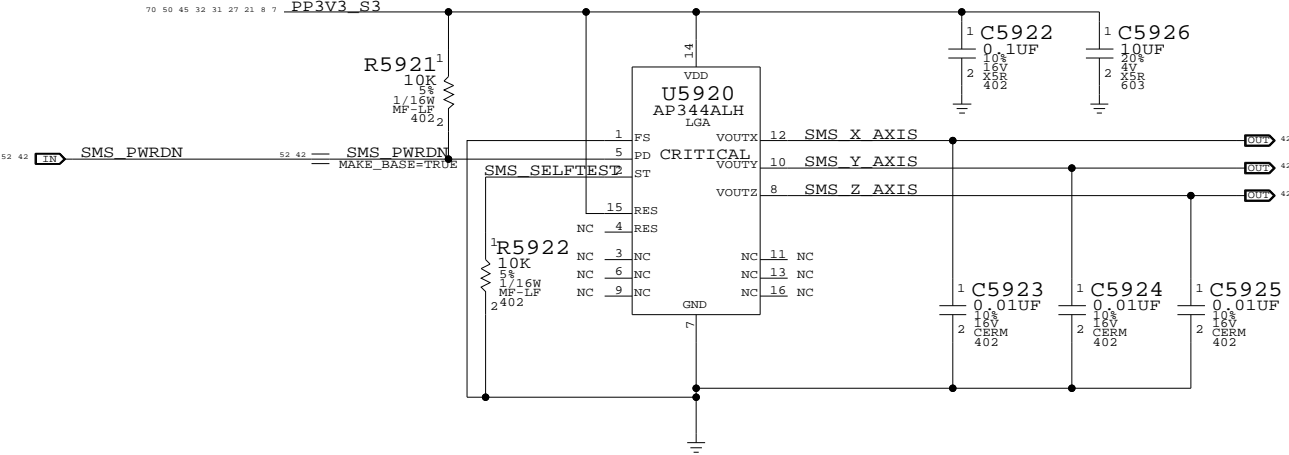 70 50 45 32 31 27 21 8 7 PP3V3_S3
R5921 1
10K
5%
1/16W
MF-LF
402 2
14
VDD
U5920
AP344ALH
LGA
CRITICAL
1 C5922
0.1UF
10%
16V
2 X5R
402
1 C5926
10UF
20%
4V
2 X5R
603
52 42 IN SMS_PWRDN
52 42 SMS_PWRDN
MAKE_BASE=TRUE
1 FS
5 PD
SMS_SELFTEST 2 ST
15 RES
NC 4 RES
NC 3 NC
NC 6 NC
NC 9 NC
VOUTX 12 SMS_X_AXIS OUT 42
VOUTY 10 SMS_Y_AXIS OUT 42
VOUTZ 8 SMS_Z_AXIS OUT 42
NC 11 NC
NC 13 NC
NC 16 NC
GND
7
1 R5922
10K
5%
1/16W
MF-LF
2 402
1 C5923
0.01UF
10%
2 16V
CERM
402
1 C5924
0.01UF
10%
2 16V
CERM
402
1 C5925
0.01UF
10%
2 16V
CERM
402